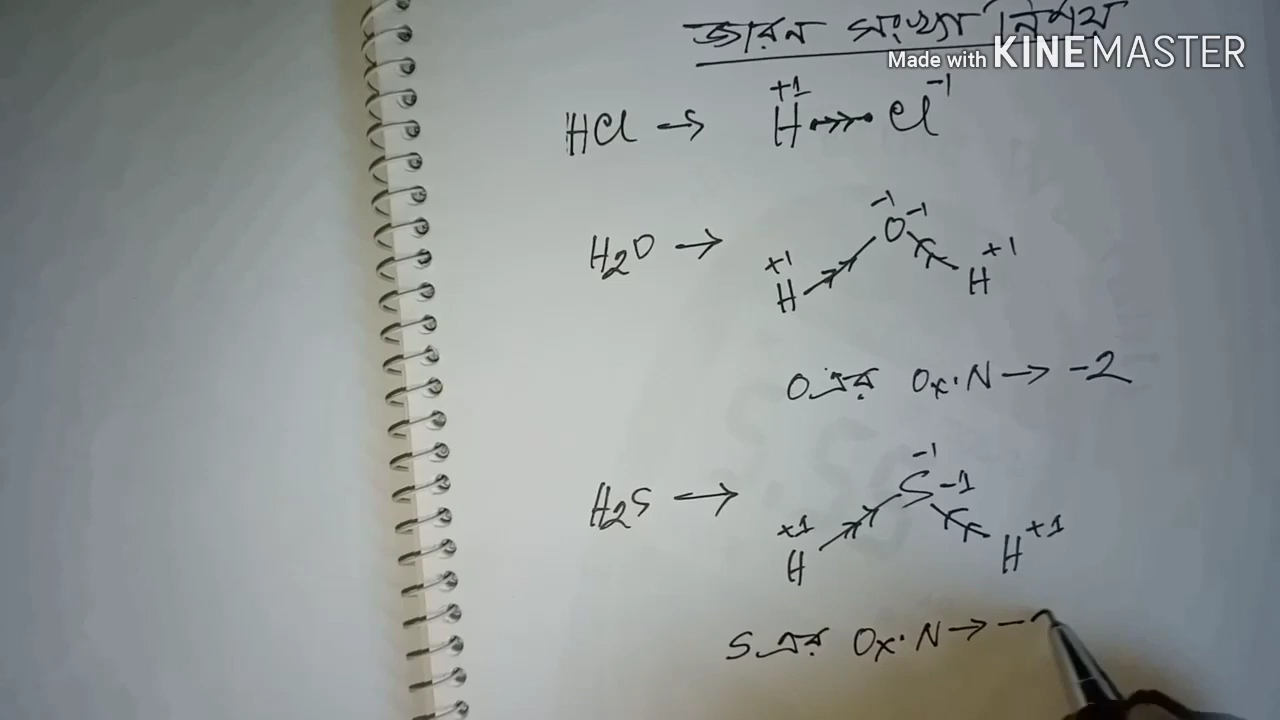 জারন সংখ্যা নির্ণয়
Made with KINEMASTER
+1 -1
HCl → H → Cl
-1 -1
H2O → O
+1 +1
H H
O এর Ox.N → -2
-1
H2S → S -1
+1 +1
H H
S এর Ox.N → -